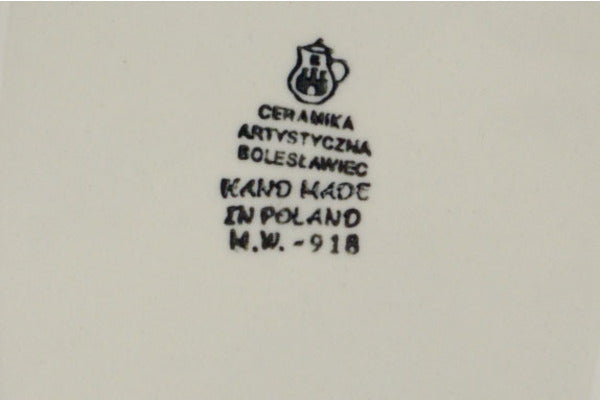 CERAMIKA
ARTYSTYCZNA
BOLESŁAWIEC
HAND MADE
IN POLAND
M.W. -918